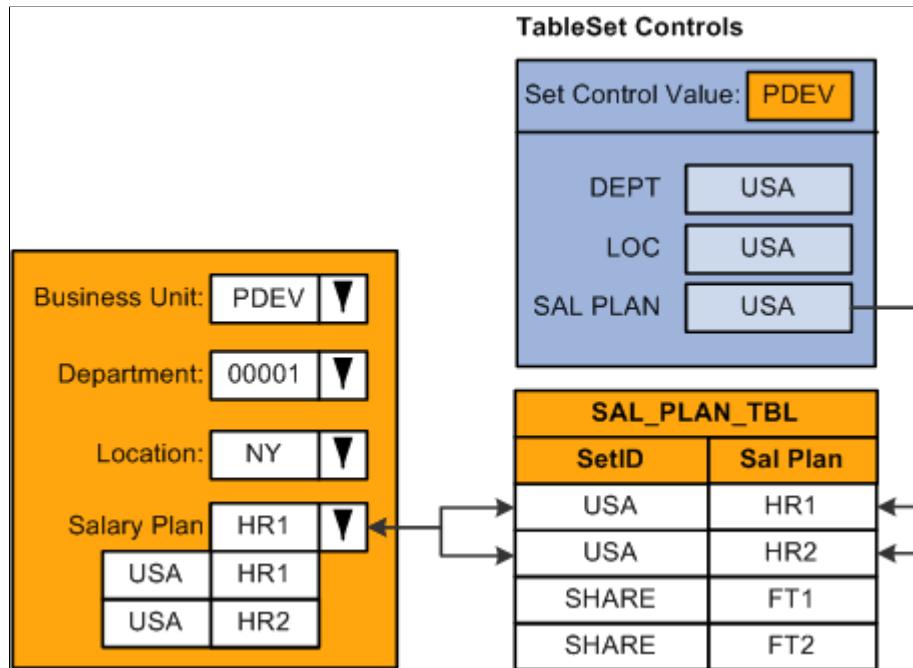 TableSet Controls
Set Control Value: PDEV
DEPT USA
LOC USA
SAL PLAN USA
Business Unit: PDEV
Department: 00001
Location: NY
Salary Plan HR1
USA HR1
USA HR2
SAL_PLAN_TBL
SetID Sal Plan
USA HR1
USA HR2
SHARE FT1
SHARE FT2